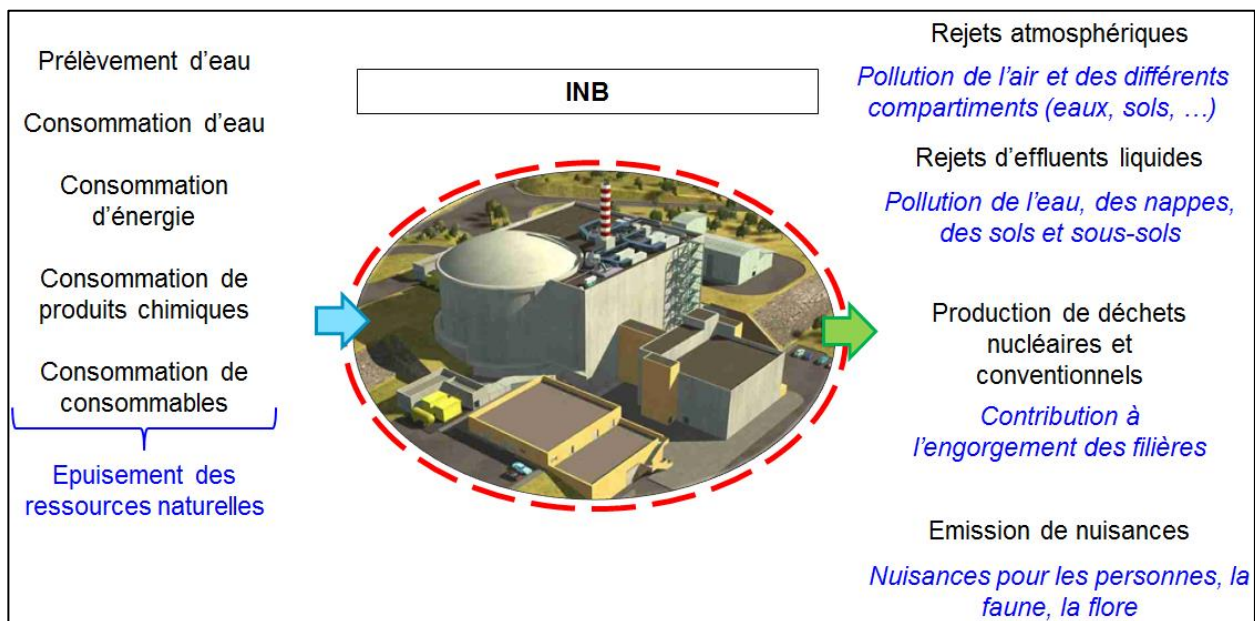 Prélèvement d’eau
Consommation d’eau
Consommation
d’énergie
Consommation de
produits chimiques
Consommation de
consommables
Epuisement des
ressources naturelles
INB
Rejets atmosphériques
Pollution de l’air et des différents
compartiments (eaux, sols, …)
Rejets d’effluents liquides
Pollution de l’eau, des nappes,
des sols et sous-sols
Production de déchets
nucléaires et
conventionnels
Contribution à
l’engorgement des filières
Emission de nuisances
Nuisances pour les personnes, la
faune, la flore